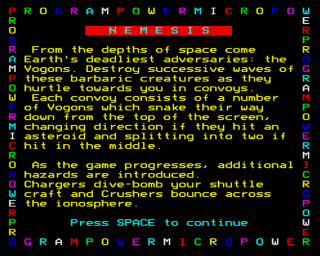 PROGRAMPOWERMICROPOW
NEMESIS
From the depths of space come
Earth's deadliest adversaries: the
Vogons. Destroy successive waves of
these barbaric creatures as they
hurtle towards you in convoys.
Each convoy consists of a number
of Vogons which snake their way
down from the top of the screen,
changing direction if they hit an
asteroid and splitting into two if
hit in the middle.
As the game progresses, additional
hazards are introduced.
Chargers dive-bomb your shuttle
craft and Crushers bounce across
the ionosphere.
Press SPACE to continue
OGRAMPOWERMICROPOWER
PROGRAMPOWERMICROPOWERPRO
WERPROGRAMPOWERMICROPOWER